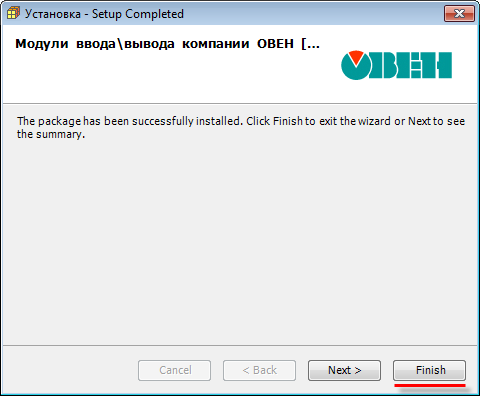 Установка - Setup Completed
Модули ввода\вывода компании ОВЕН [...
ОВЕН
The package has been successfully installed. Click Finish to exit the wizard or Next to see
the summary.
Cancel
< Back
Next >
Finish